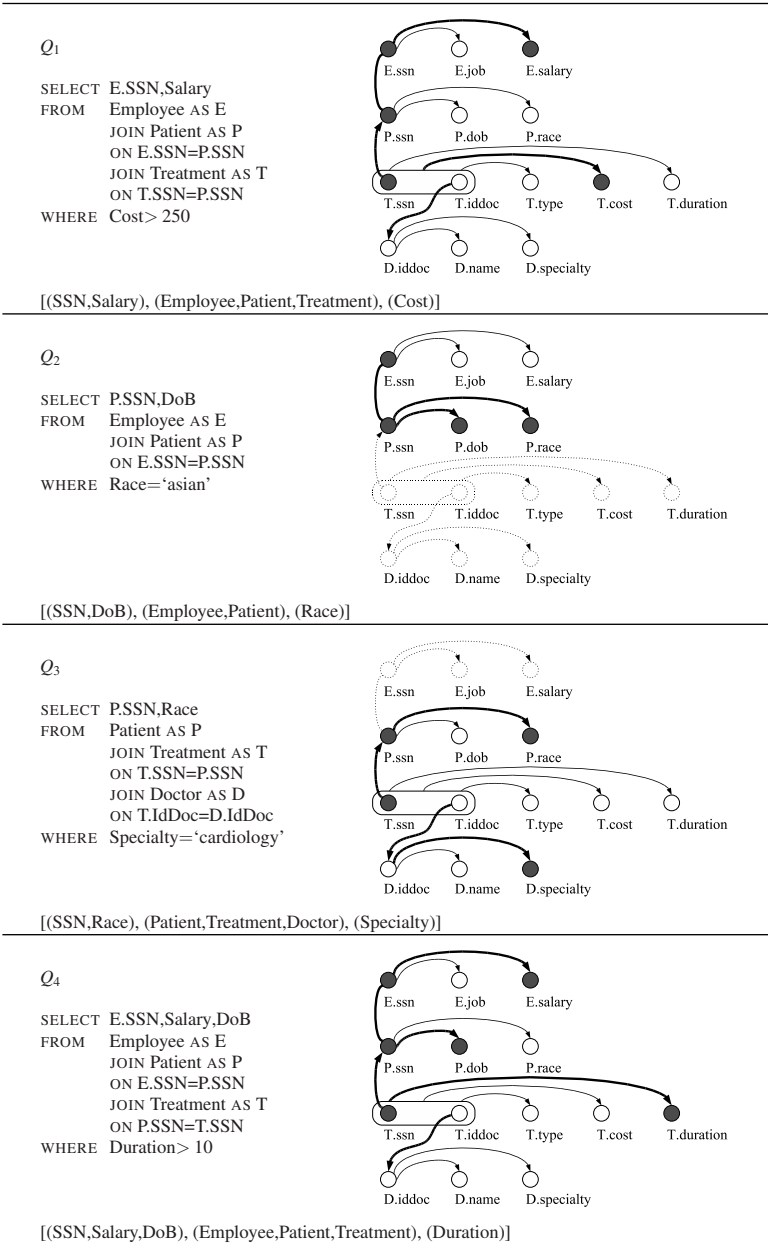 Q1
SELECT E.SSN,Salary
FROM Employee AS E
JOIN Patient AS P
ON E.SSN=P.SSN
JOIN Treatment AS T
ON T.SSN=P.SSN
WHERE Cost> 250
E.ssn E.job E.salary
P.ssn P.dob P.race
T.ssn T.iddoc T.type T.cost T.duration
D.iddoc D.name D.specialty
[(SSN,Salary), (Employee,Patient,Treatment), (Cost)]
Q2
SELECT P.SSN,DoB
FROM Employee AS E
JOIN Patient AS P
ON E.SSN=P.SSN
WHERE Race=‘asian’
E.ssn E.job E.salary
P.ssn P.dob P.race
T.ssn T.iddoc T.type T.cost T.duration
D.iddoc D.name D.specialty
[(SSN,DoB), (Employee,Patient), (Race)]
Q3
SELECT P.SSN,Race
FROM Patient AS P
JOIN Treatment AS T
ON T.SSN=P.SSN
JOIN Doctor AS D
ON T.IdDoc=D.IdDoc
WHERE Specialty=‘cardiology’
E.ssn E.job E.salary
P.ssn P.dob P.race
T.ssn T.iddoc T.type T.cost T.duration
D.iddoc D.name D.specialty
[(SSN,Race), (Patient,Treatment,Doctor), (Specialty)]
Q4
SELECT E.SSN,Salary,DoB
FROM Employee AS E
JOIN Patient AS P
ON E.SSN=P.SSN
JOIN Treatment AS T
ON P.SSN=T.SSN
WHERE Duration> 10
E.ssn E.job E.salary
P.ssn P.dob P.race
T.ssn T.iddoc T.type T.cost T.duration
D.iddoc D.name D.specialty
[(SSN,Salary,DoB), (Employee,Patient,Treatment), (Duration)]